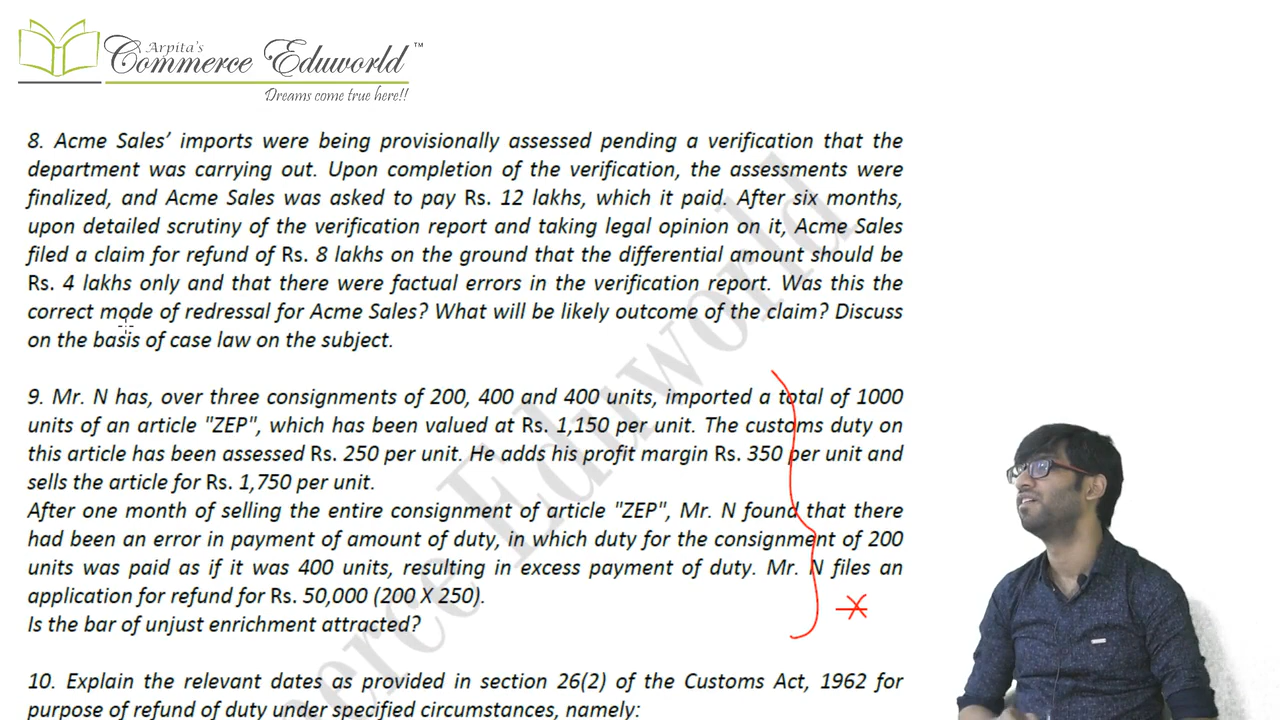 Arpita's
Commerce Eduworld™
Dreams come true here!!
8. Acme Sales’ imports were being provisionally assessed pending a verification that the
department was carrying out. Upon completion of the verification, the assessments were
finalized, and Acme Sales was asked to pay Rs. 12 lakhs, which it paid. After six months,
upon detailed scrutiny of the verification report and taking legal opinion on it, Acme Sales
filed a claim for refund of Rs. 8 lakhs on the ground that the differential amount should be
Rs. 4 lakhs only and that there were factual errors in the verification report. Was this the
correct mode of redressal for Acme Sales? What will be likely outcome of the claim? Discuss
on the basis of case law on the subject.
9. Mr. N has, over three consignments of 200, 400 and 400 units, imported a total of 1000
units of an article "ZEP", which has been valued at Rs. 1,150 per unit. The customs duty on
this article has been assessed Rs. 250 per unit. He adds his profit margin Rs. 350 per unit and
sells the article for Rs. 1,750 per unit.
After one month of selling the entire consignment of article "ZEP", Mr. N found that there
had been an error in payment of amount of duty, in which duty for the consignment of 200
units was paid as if it was 400 units, resulting in excess payment of duty. Mr. N files an
application for refund for Rs. 50,000 (200 X 250).
Is the bar of unjust enrichment attracted?
10. Explain the relevant dates as provided in section 26(2) of the Customs Act, 1962 for
purpose of refund of duty under specified circumstances, namely:
merce Eduworld